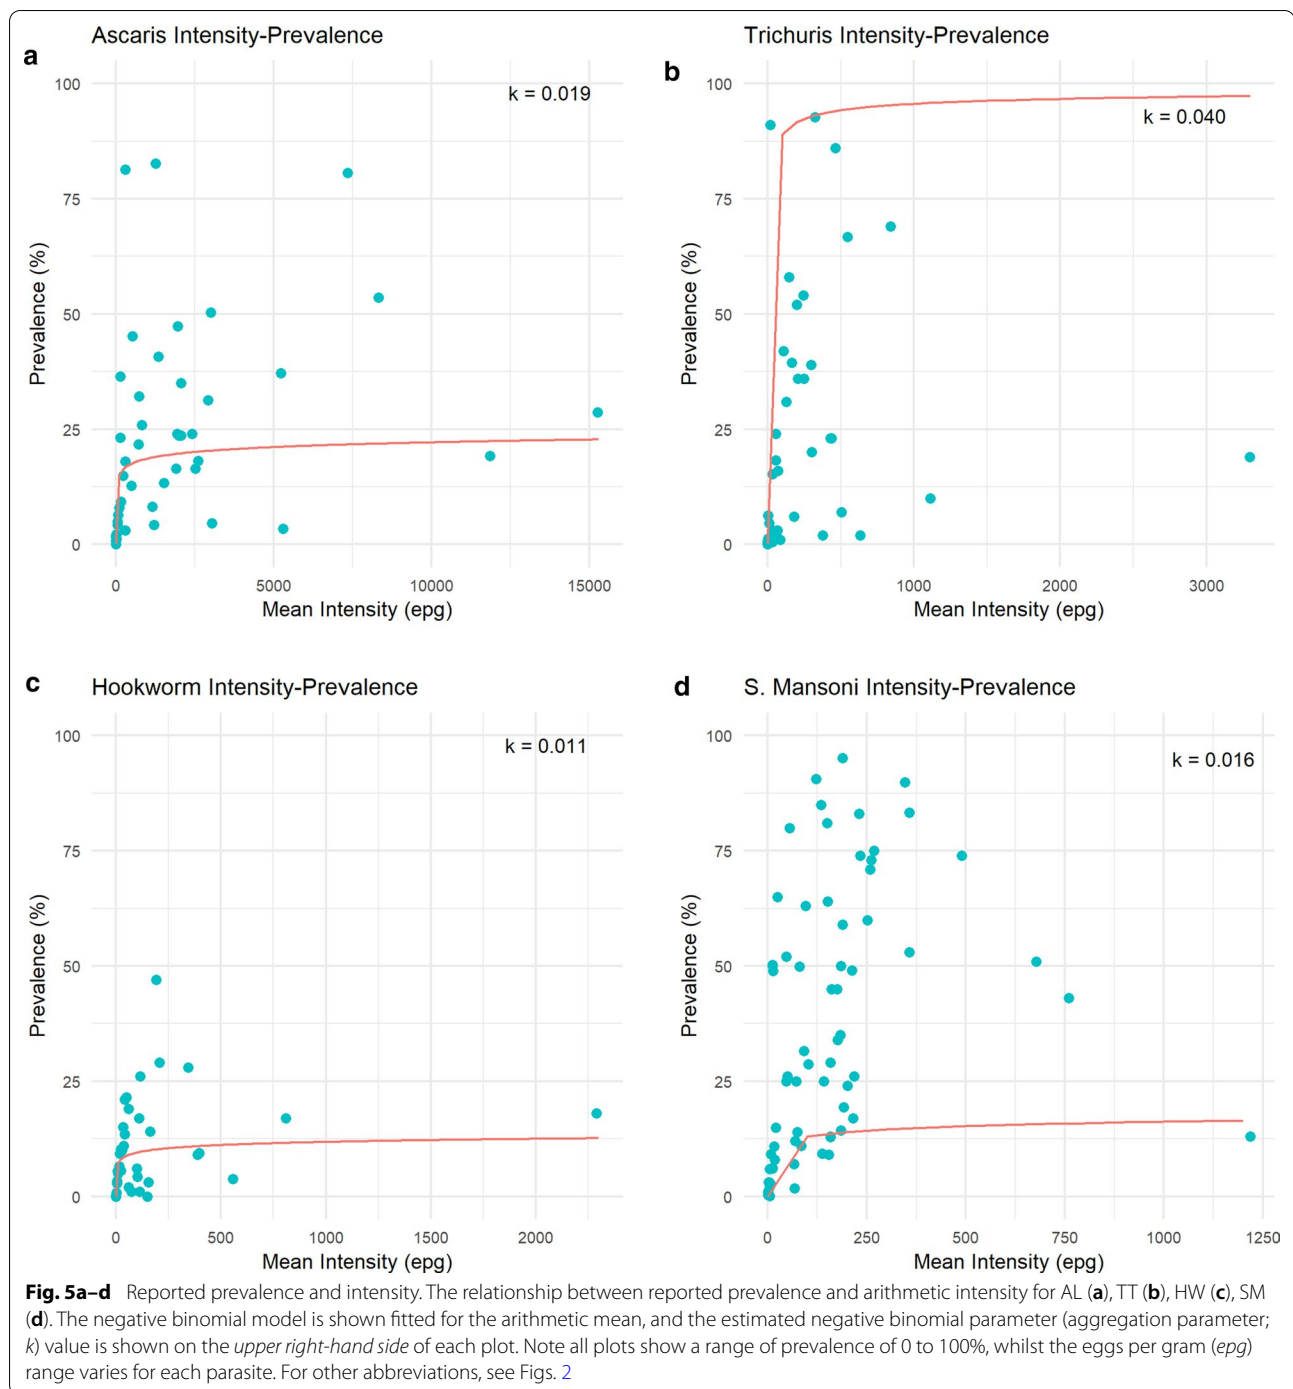 Ascaris Intensity-Prevalence
a
100
75
50
25
0
Prevalence (%)
k = 0.019
0 5000 10000 15000
Mean Intensity (epg)
Trichuris Intensity-Prevalence
b
100
75
50
25
0
Prevalence (%)
k = 0.040
0 1000 2000 3000
Mean Intensity (epg)
c
Hookworm Intensity-Prevalence
100
75
50
25
0
Prevalence (%)
k = 0.011
0 500 1000 1500 2000
Mean Intensity (epg)
d
S. Mansoni Intensity-Prevalence
100
75
50
25
0
Prevalence (%)
k = 0.016
0 250 500 750 1000 1250
Mean Intensity (epg)
Fig. 5a–d Reported prevalence and intensity. The relationship between reported prevalence and arithmetic intensity for AL (a), TT (b), HW (c), SM
(d). The negative binomial model is shown fitted for the arithmetic mean, and the estimated negative binomial parameter (aggregation parameter;
k) value is shown on the upper right-hand side of each plot. Note all plots show a range of prevalence of 0 to 100%, whilst the eggs per gram (epg)
range varies for each parasite. For other abbreviations, see Figs. 2